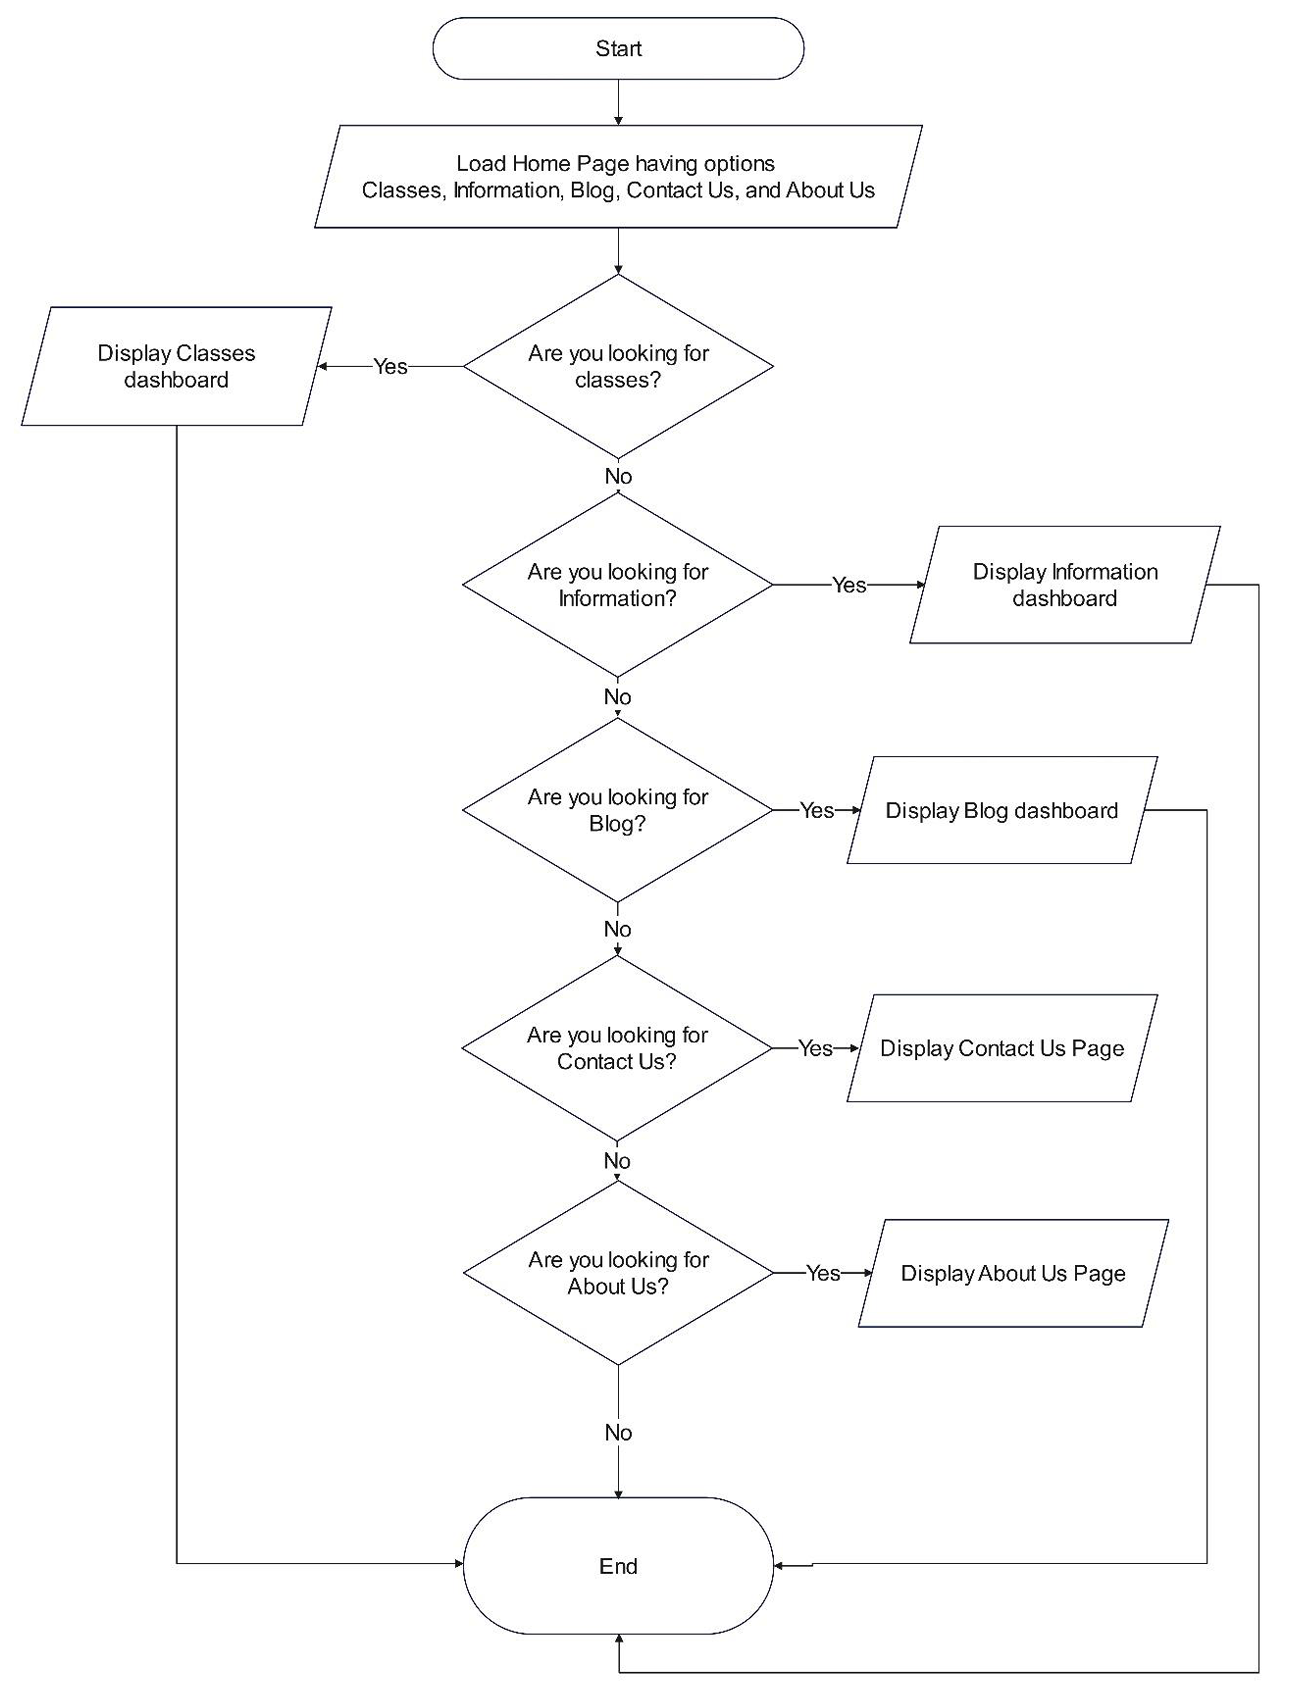 Start
Load Home Page having options
Classes, Information, Blog, Contact Us, and About Us
Are you looking for
classes?
Yes
Display Classes
dashboard
No
Are you looking for
Information?
Yes
Display Information
dashboard
No
Are you looking for
Blog?
Yes
Display Blog dashboard
No
Are you looking for
Contact Us?
Yes
Display Contact Us Page
No
Are you looking for
About Us?
Yes
Display About Us Page
No
End